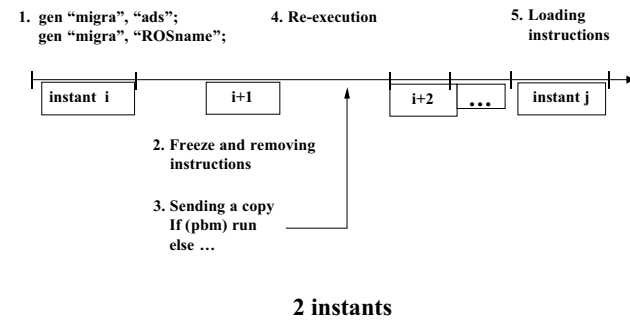 1. gen “migra”, “ads”;
gen “migra”, “ROSname”;
4. Re-execution
5. Loading
instructions
instant i
i+1
i+2
...
instant j
2. Freeze and removing
instructions
3. Sending a copy
If (pbm) run
else …
2 instants